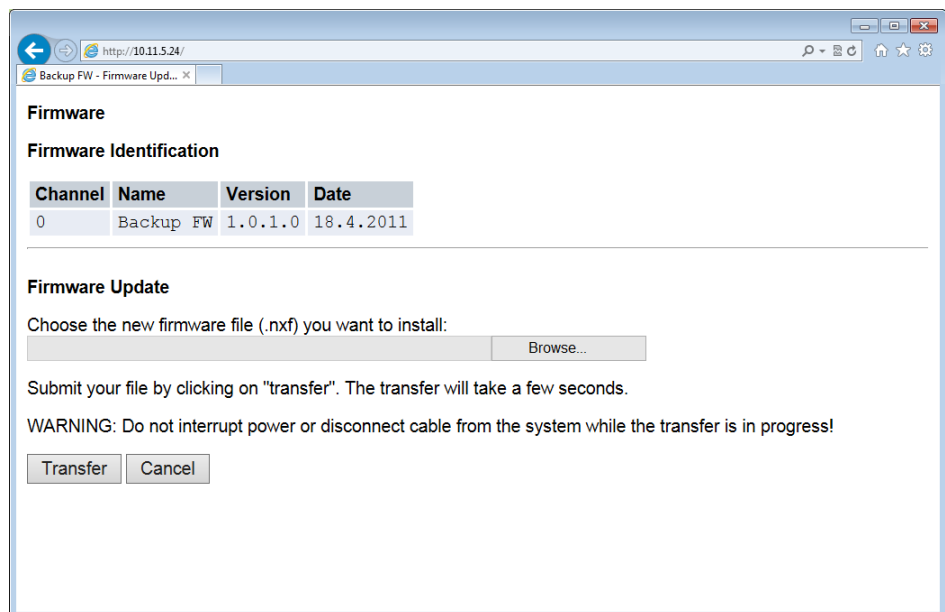 http://10.11.5.24/
Backup FW - Firmware Upd...
Firmware
Firmware Identification
Channel Name Version Date
0 Backup FW 1.0.1.0 18.4.2011
Firmware Update
Choose the new firmware file (.nxf) you want to install:
Browse...
Submit your file by clicking on "transfer". The transfer will take a few seconds.
WARNING: Do not interrupt power or disconnect cable from the system while the transfer is in progress!
Transfer Cancel